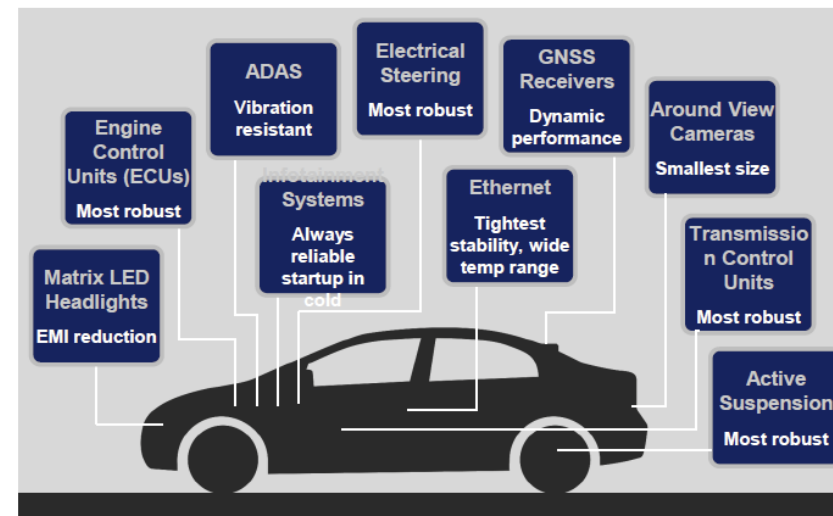 Electrical
Steering
Most robust
GNSS
Receivers
Dynamic
performance
ADAS
Vibration
resistant
Around View
Cameras
Smallest size
Engine
Control
Units (ECUs)
Most robust
Infotainment
Systems
Always
reliable
startup in
cold
Ethernet
Tightest
stability, wide
temp range
Transmissio
n Control
Units
Most robust
Matrix LED
Headlights
EMI reduction
Active
Suspension
Most robust